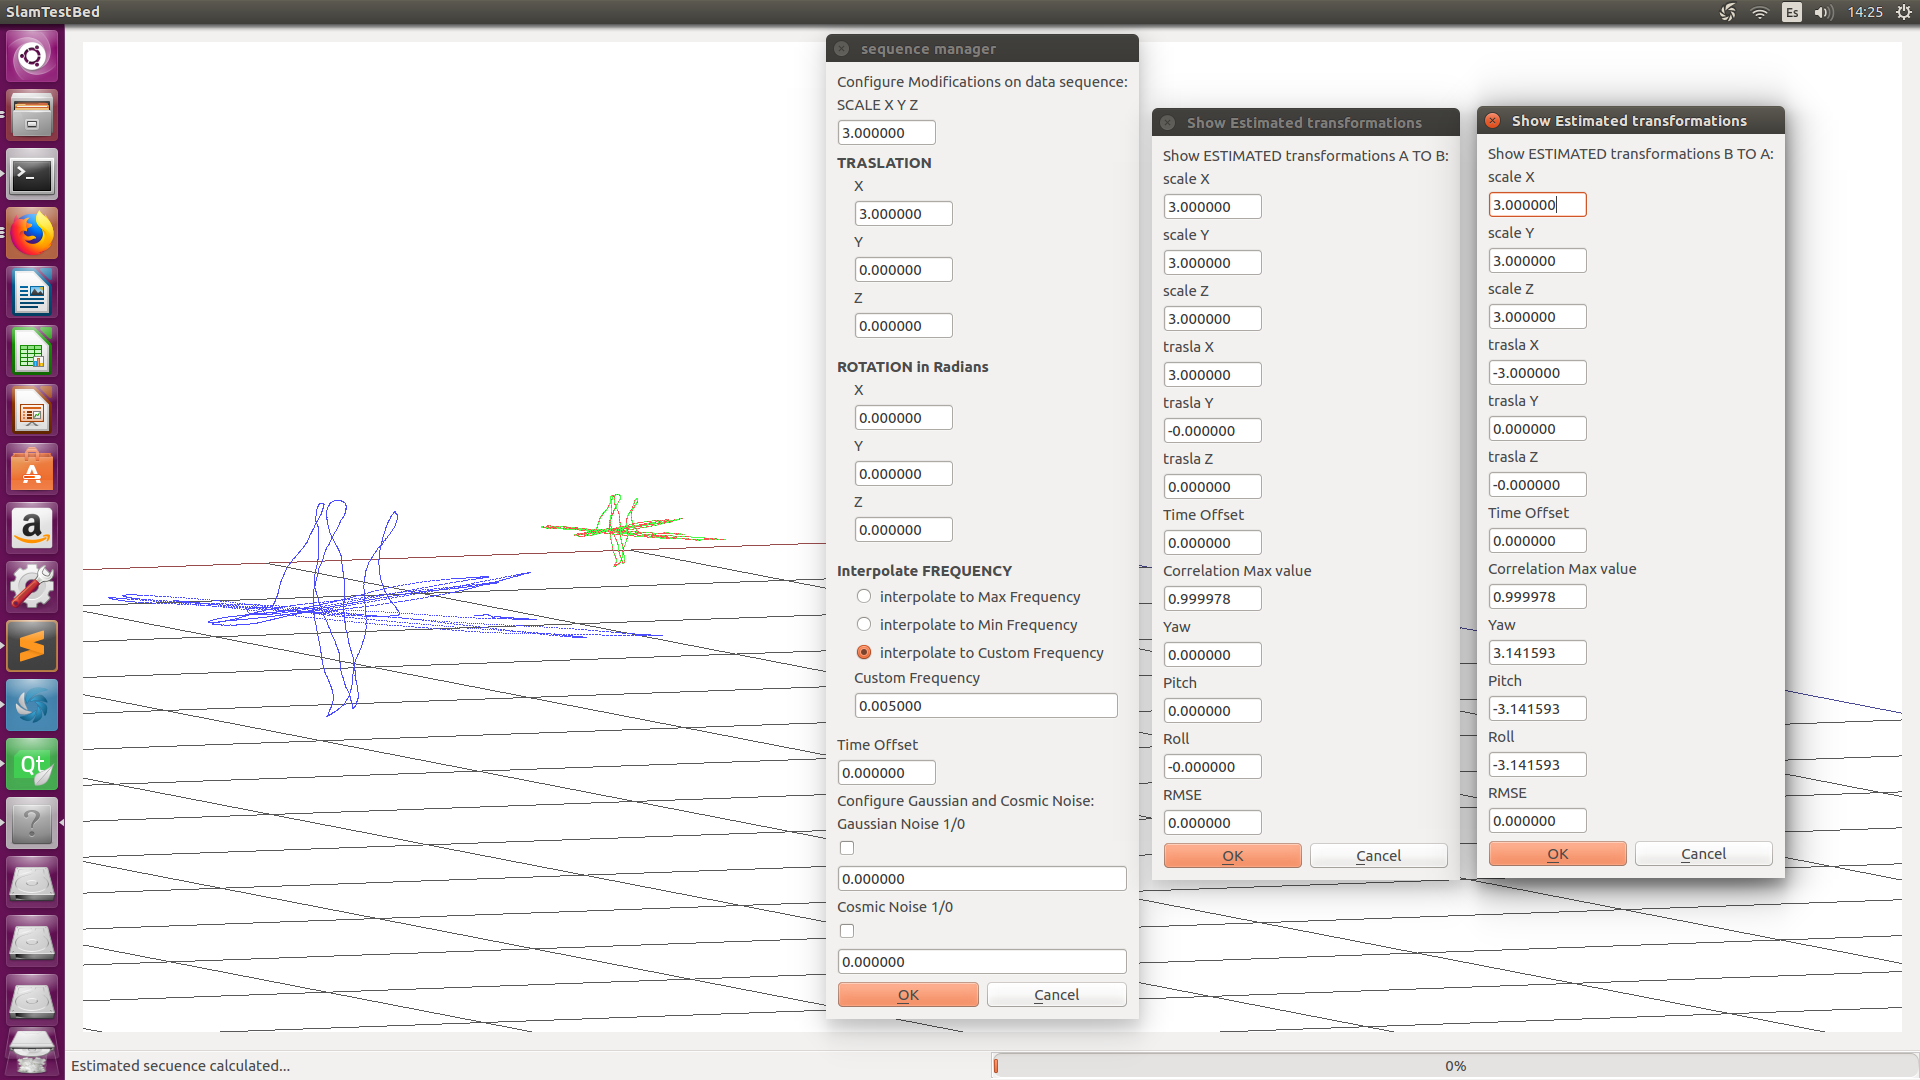 SlamTestBed
Es
14:25
sequence manager
Configure Modifications on data sequence:
SCALE X Y Z
3.000000
TRASLATION
X
3.000000
Y
0.000000
Z
0.000000
ROTATION in Radians
X
0.000000
Y
0.000000
Z
0.000000
Interpolate FREQUENCY
interpolate to Max Frequency
interpolate to Min Frequency
interpolate to Custom Frequency
Custom Frequency
0.005000
Time Offset
0.000000
Configure Gaussian and Cosmic Noise:
Gaussian Noise 1/0
0.000000
Cosmic Noise 1/0
0.000000
OK
Cancel
Show Estimated transformations
Show ESTIMATED transformations A TO B:
scale X
3.000000
scale Y
3.000000
scale Z
3.000000
trasla X
3.000000
trasla Y
-0.000000
trasla Z
0.000000
Time Offset
0.000000
Correlation Max value
0.999978
Yaw
0.000000
Pitch
0.000000
Roll
-0.000000
RMSE
0.000000
OK
Cancel
Show Estimated transformations
Show ESTIMATED transformations B TO A:
scale X
3.000000
scale Y
3.000000
scale Z
3.000000
trasla X
-3.000000
trasla Y
0.000000
trasla Z
-0.000000
Time Offset
0.000000
Correlation Max value
0.999978
Yaw
3.141593
Pitch
-3.141593
Roll
-3.141593
RMSE
0.000000
OK
Cancel
>_
A
a
Qt
?
Estimated secuence calculated...
0%